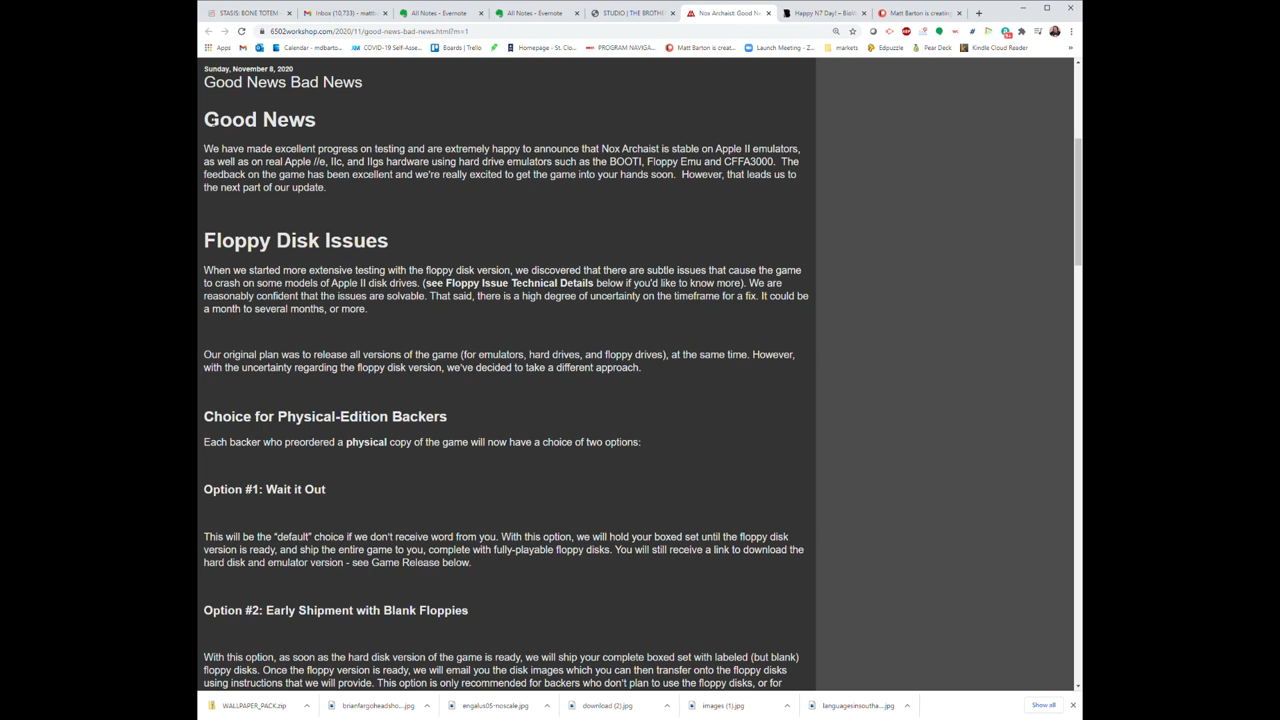 STASIS: BONE TOTEM -
Inbox (10,733) - mattb
All Notes - Evernote
All Notes - Evernote
STUDIO | THE BROTHE
Nox Archaist: Good Ne
Happy N7 Day! – BioW
Matt Barton is creating
6502workshop.com/2020/11/good-news-bad-news.html?m=1
Apps
Calendar - mdbarto...
COVID-19 Self-Asse...
Boards | Trello
Homepage - St. Clo...
PROGRAM NAVIGA...
Matt Barton is creat...
Launch Meeting - Z...
markets
Edpuzzle
Pear Deck
Kindle Cloud Reader
Sunday, November 8, 2020
Good News Bad News
Good News
We have made excellent progress on testing and are extremely happy to announce that Nox Archaist is stable on Apple II emulators,
as well as on real Apple //e, IIc, and IIgs hardware using hard drive emulators such as the BOOTI, Floppy Emu and CFFA3000. The
feedback on the game has been excellent and we're really excited to get the game into your hands soon. However, that leads us to
the next part of our update.
Floppy Disk Issues
When we started more extensive testing with the floppy disk version, we discovered that there are subtle issues that cause the game
to crash on some models of Apple II disk drives. (see Floppy Issue Technical Details below if you'd like to know more). We are
reasonably confident that the issues are solvable. That said, there is a high degree of uncertainty on the timeframe for a fix. It could be
a month to several months, or more.
Our original plan was to release all versions of the game (for emulators, hard drives, and floppy drives), at the same time. However,
with the uncertainty regarding the floppy disk version, we've decided to take a different approach.
Choice for Physical-Edition Backers
Each backer who preordered a physical copy of the game will now have a choice of two options:
Option #1: Wait it Out
This will be the "default" choice if we don't receive word from you. With this option, we will hold your boxed set until the floppy disk
version is ready, and ship the entire game to you, complete with fully-playable floppy disks. You will still receive a link to download the
hard disk and emulator version - see Game Release below.
Option #2: Early Shipment with Blank Floppies
With this option, as soon as the hard disk version of the game is ready, we will ship your complete boxed set with labeled (but blank)
floppy disks. Once the floppy version is ready, we will email you the disk images which you can then transfer onto the floppy disks
using instructions that we will provide. This option is only recommended for backers who don't plan to use the floppy disks, or for
WALLPAPER_PACK.zip
brianfargoheadsho....jpg
engalus05-noscale.jpg
download (2).jpg
images (1).jpg
languagesinsoutha....jpg
Show all